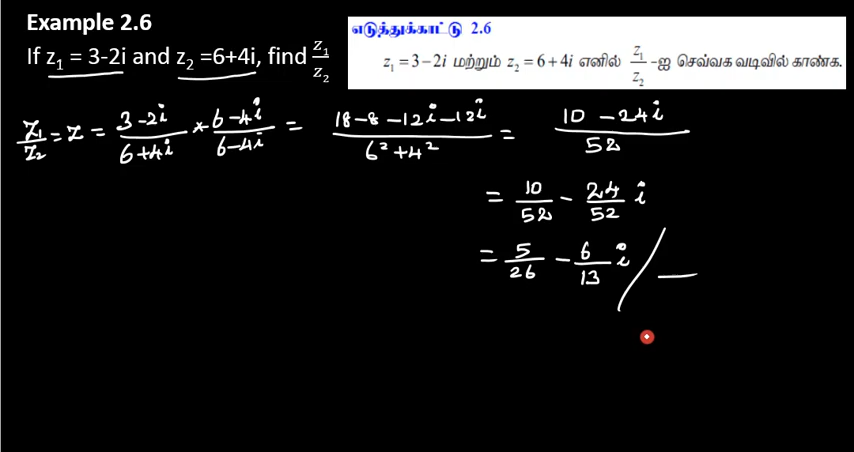 Example 2.6
If z₁ = 3-2i and z₂ =6+4i, find z₁/z₂
எடுத்துக்காட்டு 2.6
z₁ = 3 – 2i மற்றும் z₂ = 6 + 4i எனில் z₁/z₂ -ஐ செவ்வக வடிவில் காண்க.
z₁/z₂ = z = (3-2i)/(6+4i) × (6-4i)/(6-4i) = (18-8-12i-12i)/(6²+4²) = (10-24i)/52
= 10/52 - 24/52 i
= 5/26 - 6/13 i